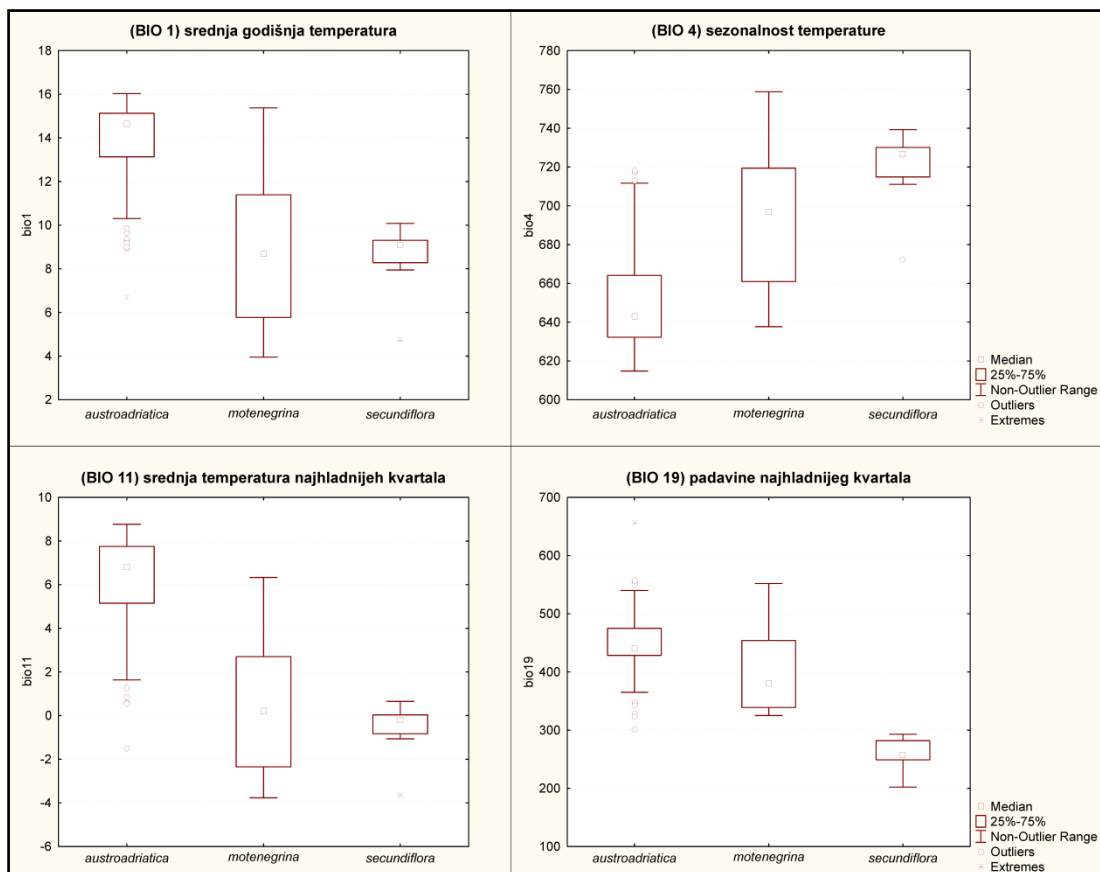 (BIO 1) srednja godišnja temperatura
18
16
14
12
10
8
6
4
2
bio1
austroadriatica motenegrina secundiflora
(BIO 4) sezonalnost temperature
780
760
740
720
700
680
660
640
620
600
bio4
austroadriatica motenegrina secundiflora
Median
25%-75%
Non-Outlier Range
Outliers
Extremes
(BIO 11) srednja temperatura najhladnijeh kvartala
10
8
6
4
2
0
-2
-4
-6
bio11
austroadriatica motenegrina secundiflora
(BIO 19) padavine najhladnijeg kvartala
700
600
500
400
300
200
100
bio19
austroadriatica motenegrina secundiflora
Median
25%-75%
Non-Outlier Range
Outliers
Extremes